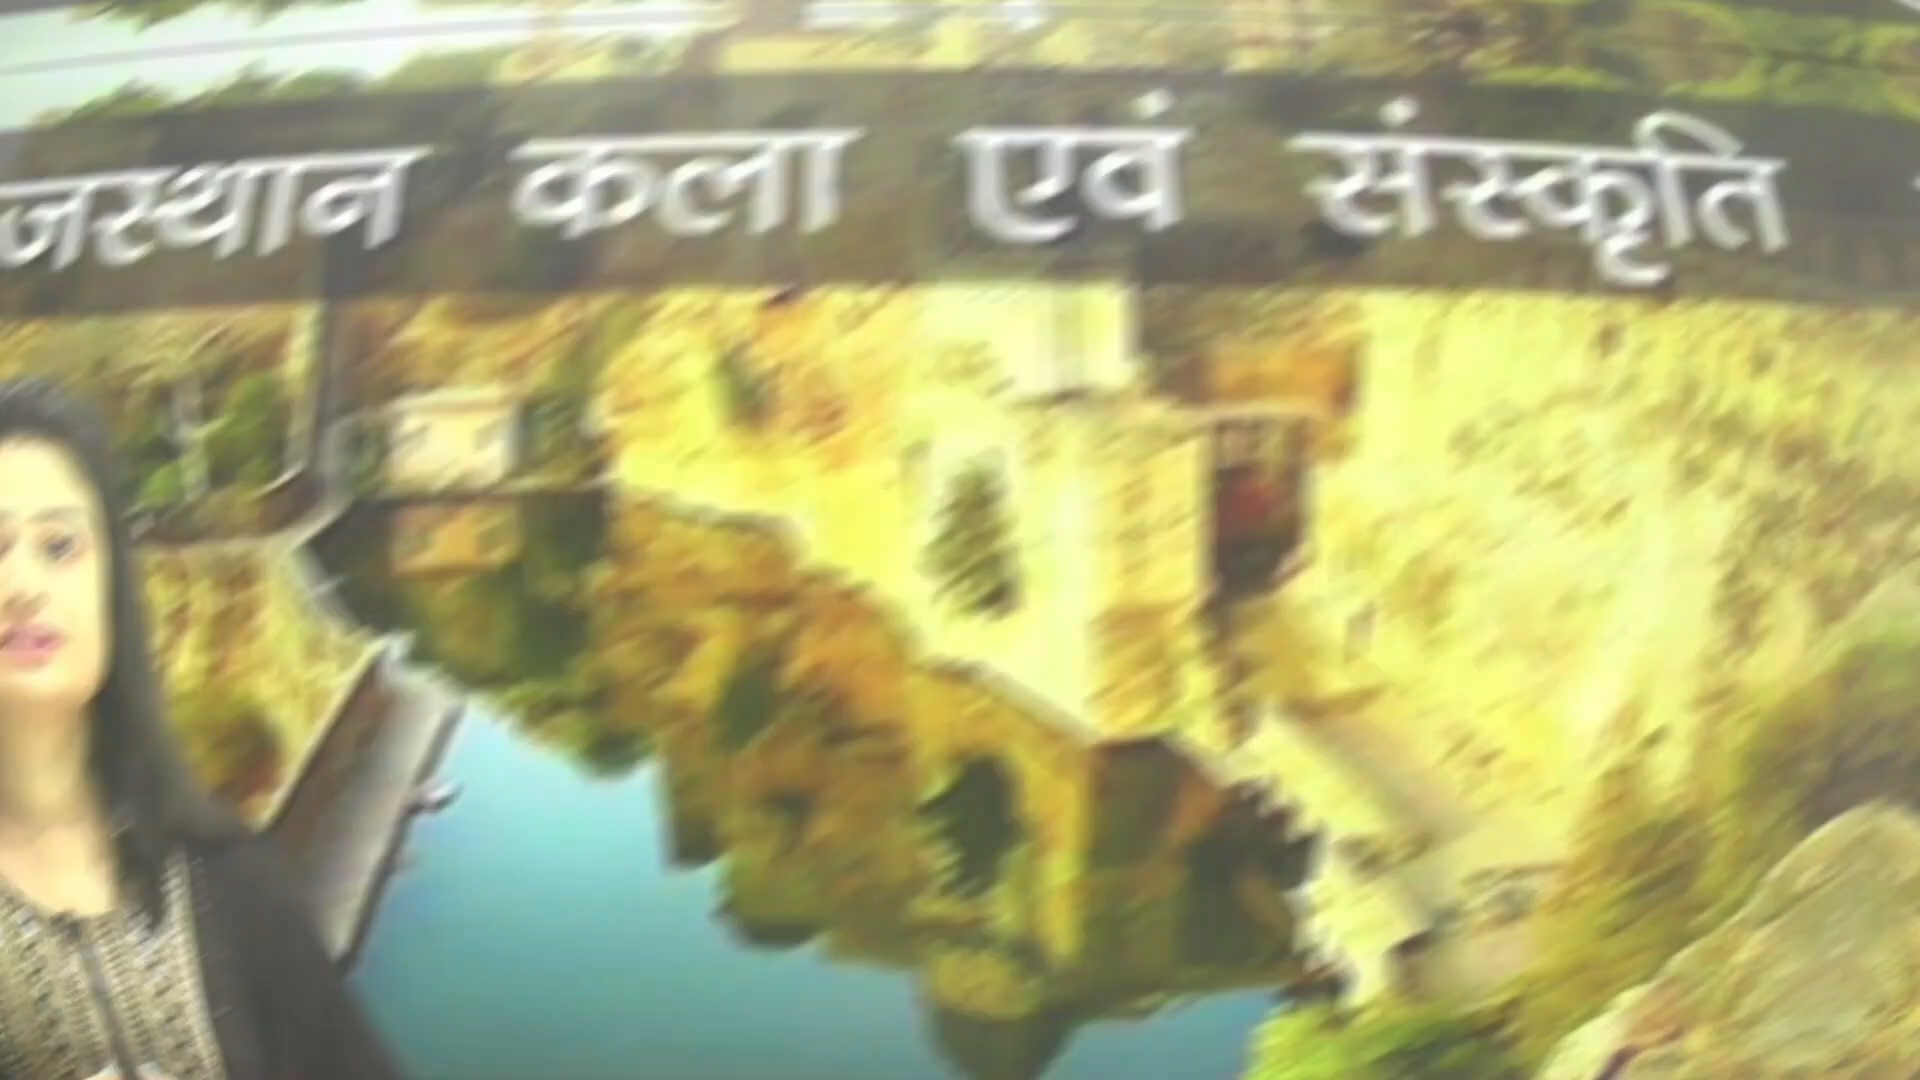 जस्थान कला एवं संस्कृति